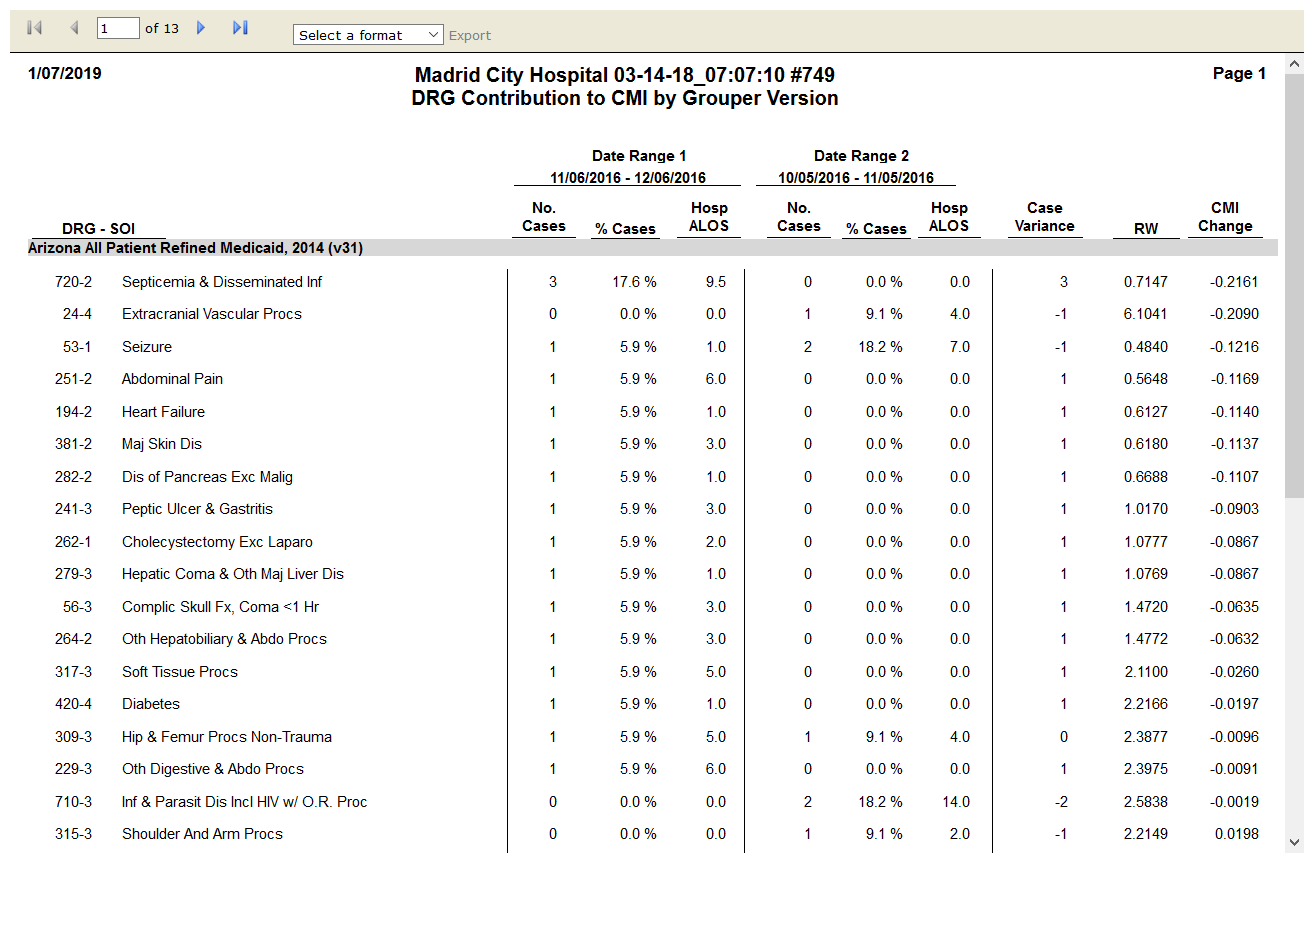 1 of 13 Select a format Export
1/07/2019 Madrid City Hospital 03-14-18_07:07:10 #749 Page 1
DRG Contribution to CMI by Grouper Version
Date Range 1 Date Range 2
11/06/2016 - 12/06/2016 10/05/2016 - 11/05/2016
No. Hosp No. Hosp Case CMI
DRG - SOI Cases % Cases ALOS Cases % Cases ALOS Variance RW Change
Arizona All Patient Refined Medicaid, 2014 (v31)
720-2 Septicemia & Disseminated Inf 3 17.6 % 9.5 0 0.0 % 0.0 3 0.7147 -0.2161
24-4 Extracranial Vascular Procs 0 0.0 % 0.0 1 9.1 % 4.0 -1 6.1041 -0.2090
53-1 Seizure 1 5.9 % 1.0 2 18.2 % 7.0 -1 0.4840 -0.1216
251-2 Abdominal Pain 1 5.9 % 6.0 0 0.0 % 0.0 1 0.5648 -0.1169
194-2 Heart Failure 1 5.9 % 1.0 0 0.0 % 0.0 1 0.6127 -0.1140
381-2 Maj Skin Dis 1 5.9 % 3.0 0 0.0 % 0.0 1 0.6180 -0.1137
282-2 Dis of Pancreas Exc Malig 1 5.9 % 1.0 0 0.0 % 0.0 1 0.6688 -0.1107
241-3 Peptic Ulcer & Gastritis 1 5.9 % 3.0 0 0.0 % 0.0 1 1.0170 -0.0903
262-1 Cholecystectomy Exc Laparo 1 5.9 % 2.0 0 0.0 % 0.0 1 1.0777 -0.0867
279-3 Hepatic Coma & Oth Maj Liver Dis 1 5.9 % 1.0 0 0.0 % 0.0 1 1.0769 -0.0867
56-3 Complic Skull Fx, Coma <1 Hr 1 5.9 % 3.0 0 0.0 % 0.0 1 1.4720 -0.0635
264-2 Oth Hepatobiliary & Abdo Procs 1 5.9 % 3.0 0 0.0 % 0.0 1 1.4772 -0.0632
317-3 Soft Tissue Procs 1 5.9 % 5.0 0 0.0 % 0.0 1 2.1100 -0.0260
420-4 Diabetes 1 5.9 % 1.0 0 0.0 % 0.0 1 2.2166 -0.0197
309-3 Hip & Femur Procs Non-Trauma 1 5.9 % 5.0 1 9.1 % 4.0 0 2.3877 -0.0096
229-3 Oth Digestive & Abdo Procs 1 5.9 % 6.0 0 0.0 % 0.0 1 2.3975 -0.0091
710-3 Inf & Parasit Dis Incl HIV w/ O.R. Proc 0 0.0 % 0.0 2 18.2 % 14.0 -2 2.5838 -0.0019
315-3 Shoulder And Arm Procs 0 0.0 % 0.0 1 9.1 % 2.0 -1 2.2149 0.0198